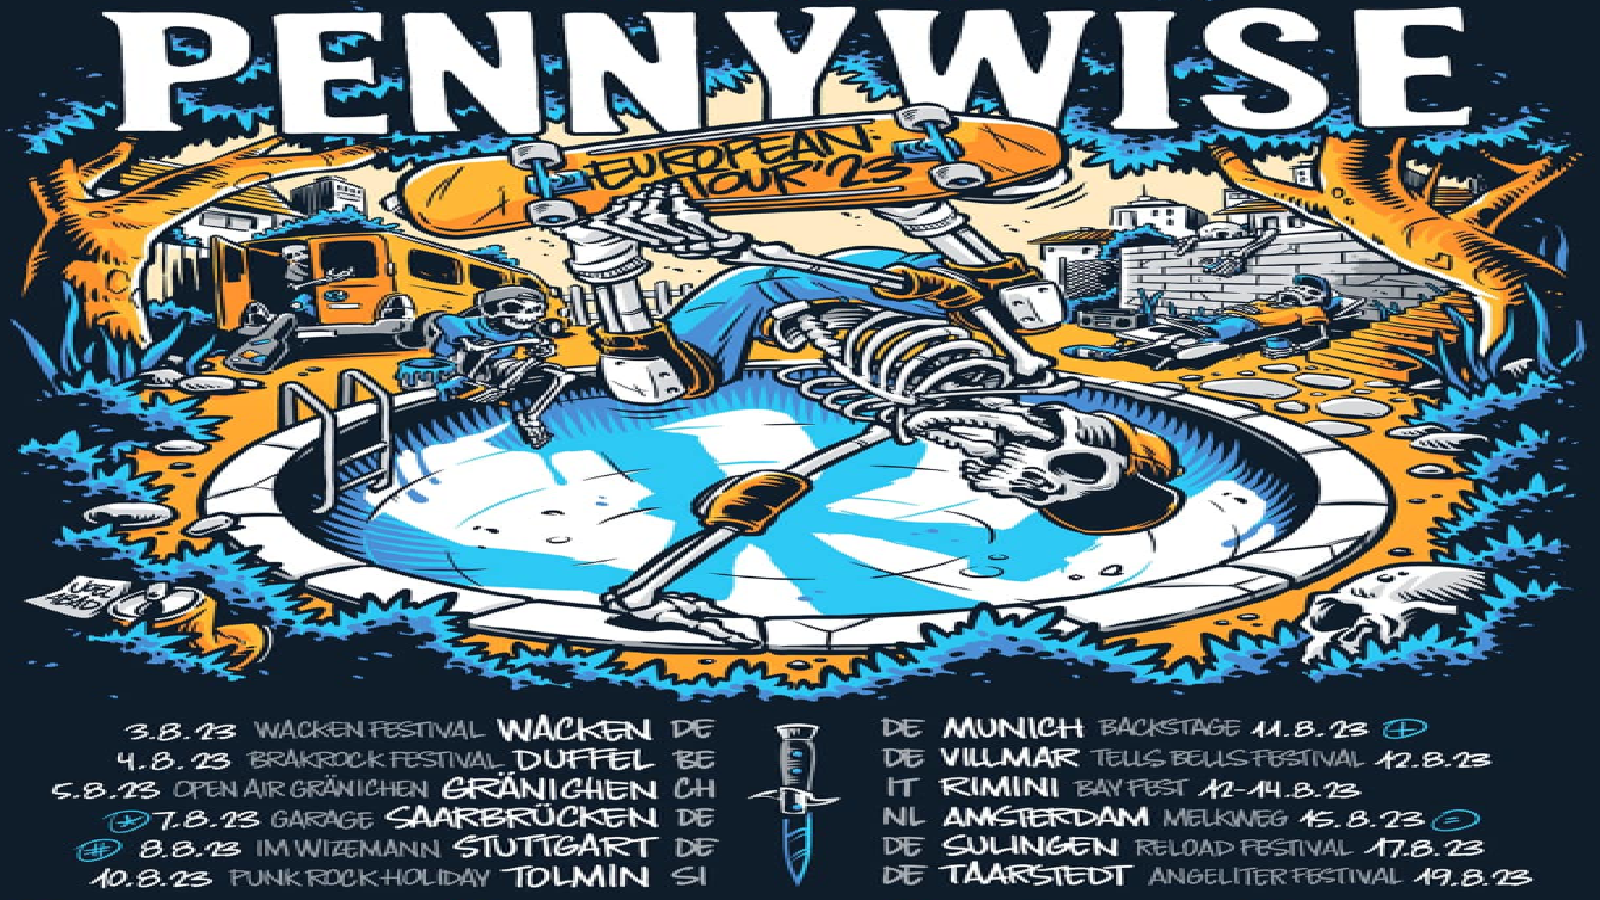 PENNYWISE
EUROPEAN
TOUR '23
JOEL
3.8.23 WACKEN FESTIVAL WACKEN DE
4.8.23 BRAKROCK FESTIVAL DUFFEL BE
5.8.23 OPEN AIR GRÄNICHEN GRÄNICHEN CH
* 7.8.23 GARAGE SAARBRÜCKEN DE
# 8.8.23 IM WIZEMANN STUTTGART DE
10.8.23 PUNK ROCK HOLIDAY TOLMIN SI
DE MUNICH BACKSTAGE 11.8.23 +
DE VILLMAR TELLS BELLS FESTIVAL 12.8.23
IT RIMINI BAY FEST 12-14.8.23
NL AMSTERDAM MELKWEG 15.8.23 =
DE SULINGEN RELOAD FESTIVAL 17.8.23
DE TAARSTEDT ANGELITER FESTIVAL 19.8.23